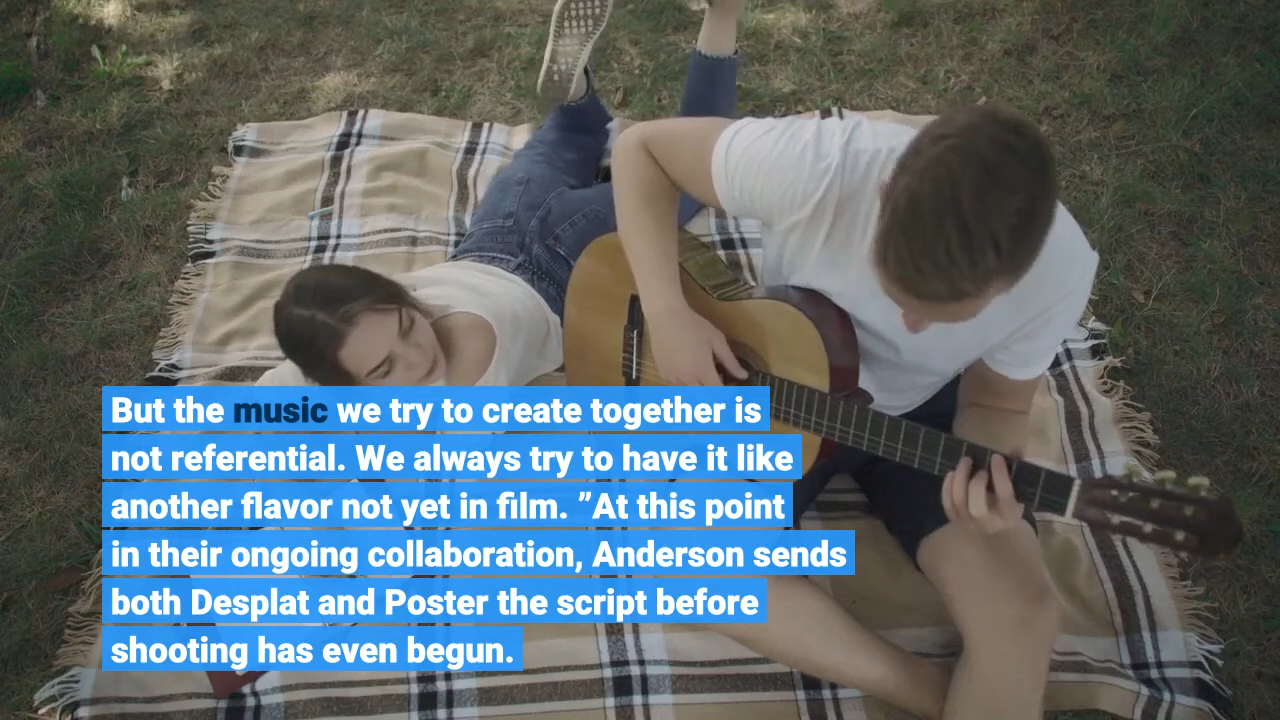 But the music we try to create together is
not referential. We always try to have it like
another flavor not yet in film. ”At this point
in their ongoing collaboration, Anderson sends
both Desplat and Poster the script before
shooting has even begun.